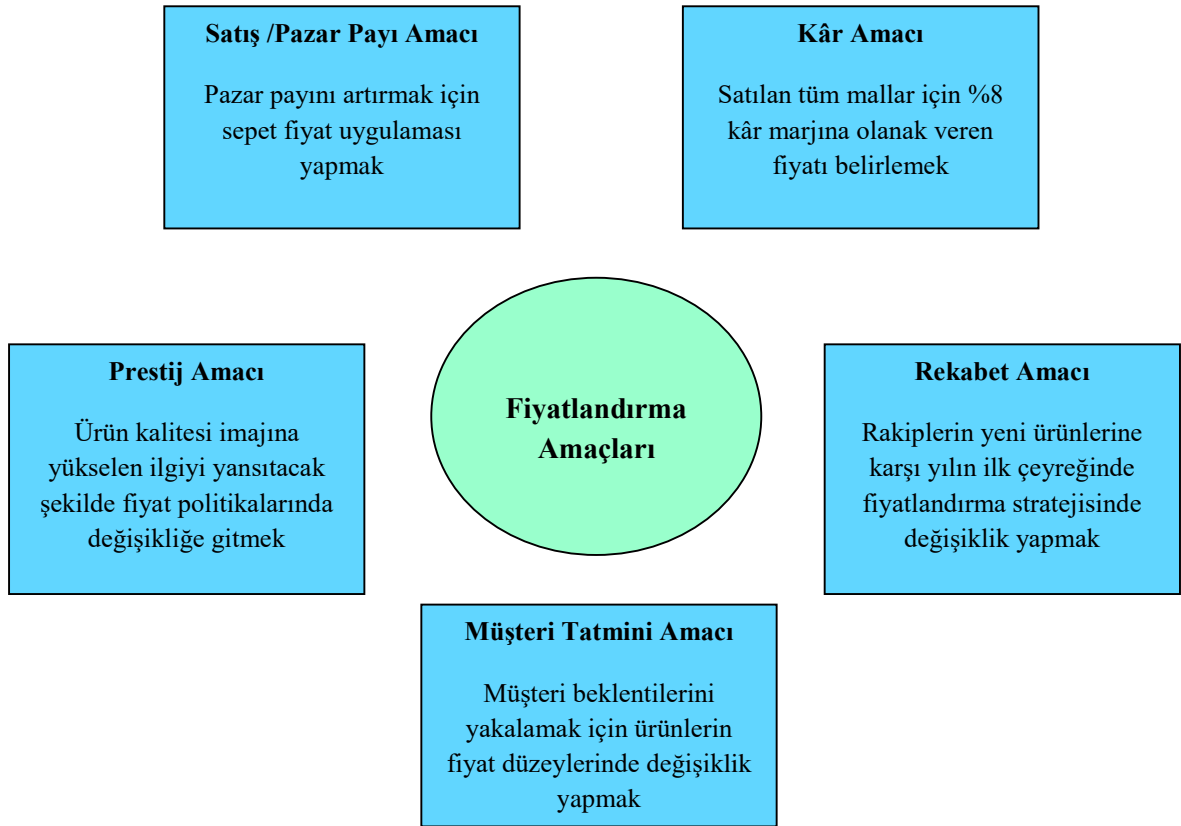 Satış /Pazar Payı Amacı
Pazar payını artırmak için
sepet fiyat uygulaması
yapmak
Kâr Amacı
Satılan tüm mallar için %8
kâr marjına olanak veren
fiyatı belirlemek
Prestij Amacı
Ürün kalitesi imajına
yükselen ilgiyi yansıtacak
şekilde fiyat politikalarında
değişikliğe gitmek
Fiyatlandırma
Amaçları
Rekabet Amacı
Rakiplerin yeni ürünlerine
karşı yılın ilk çeyreğinde
fiyatlandırma stratejisinde
değişiklik yapmak
Müşteri Tatmini Amacı
Müşteri beklentilerini
yakalamak için ürünlerin
fiyat düzeylerinde değişiklik
yapmak